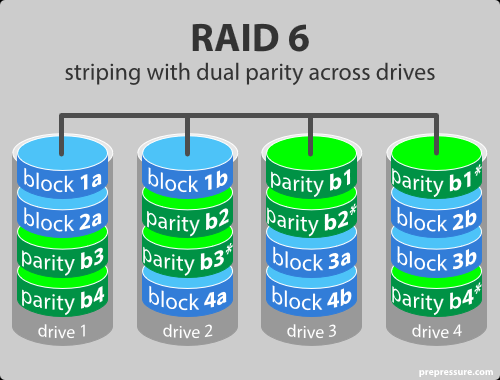 RAID 6
striping with dual parity across drives
block 1a
block 2a
parity b3
parity b4
drive 1
block 1b
parity b2
parity b3*
block 4a
drive 2
parity b1
parity b2*
block 3a
block 4b
drive 3
parity b1*
block 2b
block 3b
parity b4*
drive 4
prepressure.com